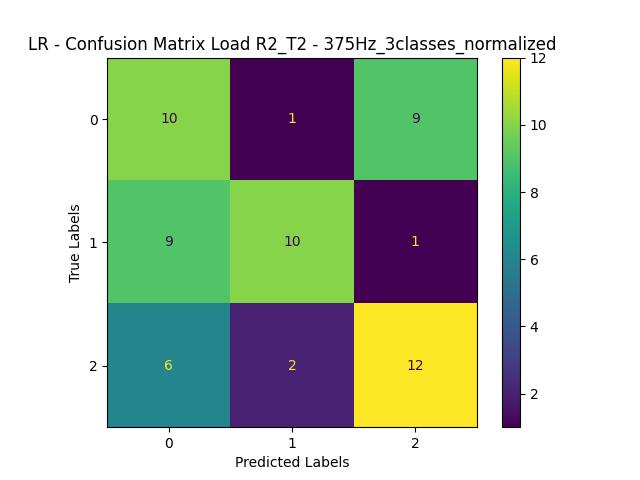 LR - Confusion Matrix Load R2_T2 - 375Hz_3classes_normalized
12
0 10 1 9
10
8
True Labels
1 9 10 1
6
4
2 6 2 12
2
0 1 2
Predicted Labels